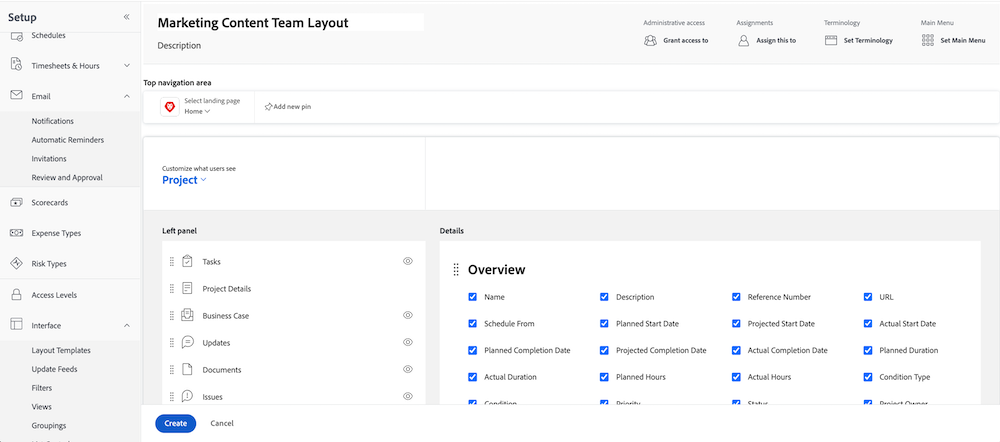 Setup
Schedules
Timesheets & Hours
Email
Notifications
Automatic Reminders
Invitations
Review and Approval
Scorecards
Expense Types
Risk Types
Access Levels
Interface
Layout Templates
Update Feeds
Filters
Views
Groupings
Marketing Content Team Layout
Description
Administrative access
Grant access to
Assignments
Assign this to
Terminology
Set Terminology
Main Menu
Set Main Menu
Top navigation area
Select landing page
Home
Add new pin
Customize what users see
Project
Left panel
Tasks
Project Details
Business Case
Updates
Documents
Issues
Details
Overview
Name Description Reference Number URL
Schedule From Planned Start Date Projected Start Date Actual Start Date
Planned Completion Date Projected Completion Date Actual Completion Date Planned Duration
Actual Duration Planned Hours Actual Hours Condition Type
Condition Priority Status Project Owner
Create Cancel